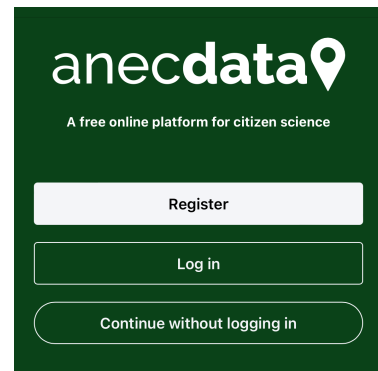 anecdata
A free online platform for citizen science
Register
Log in
Continue without logging in